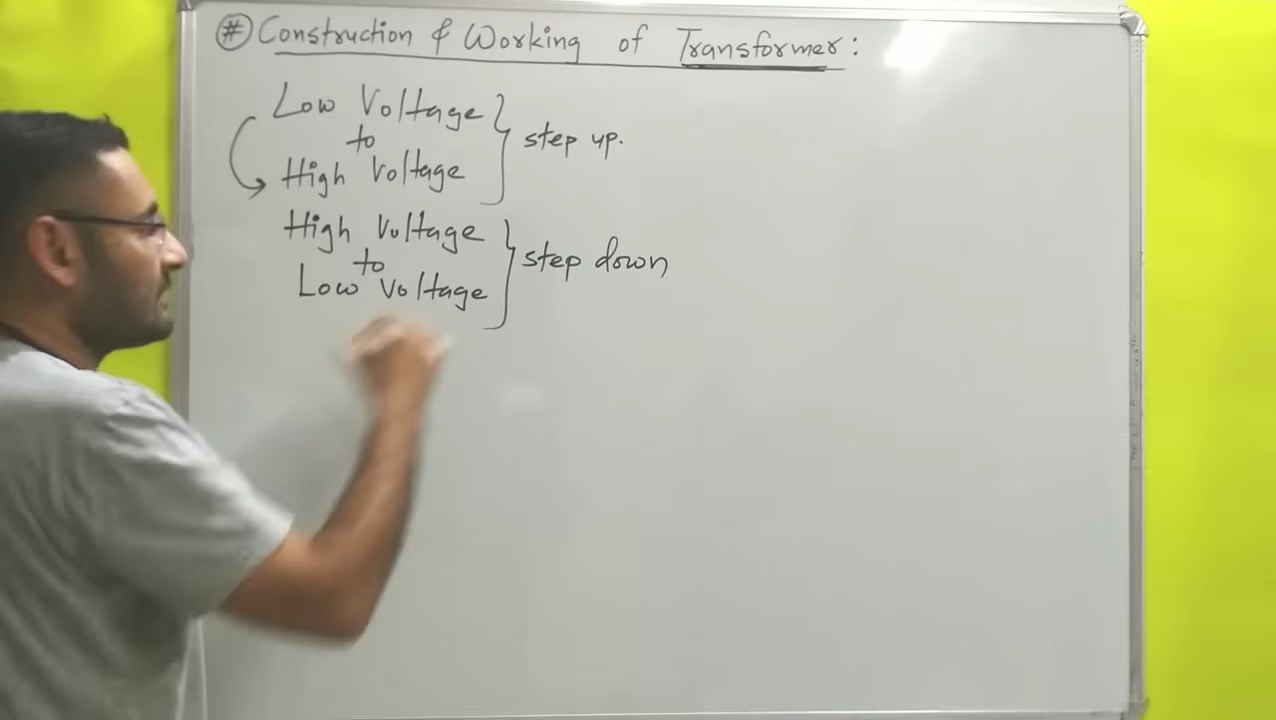 # Construction & Working of Transformer:
Low Voltage
to
High Voltage
step up.
High Voltage
to
Low Voltage
step down